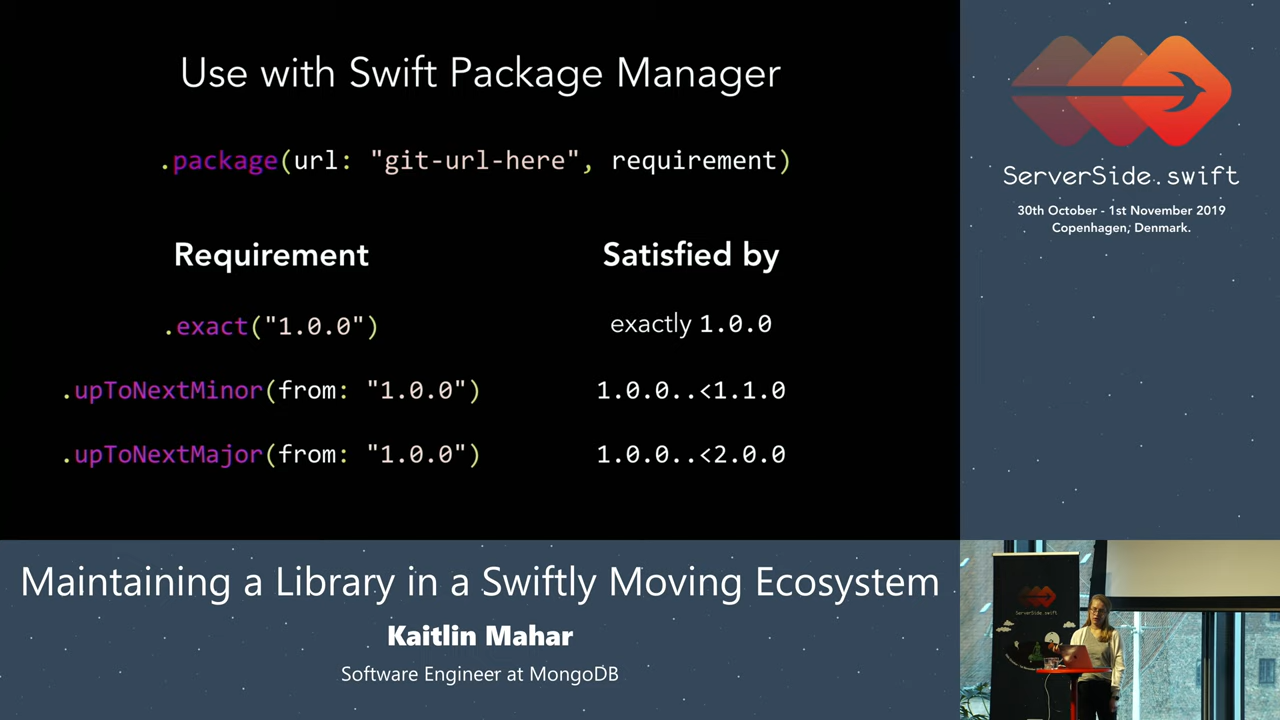 Use with Swift Package Manager
.package(url: "git-url-here", requirement)
Requirement Satisfied by
.exact("1.0.0") exactly 1.0.0
.upToNextMinor(from: "1.0.0") 1.0.0..<1.1.0
.upToNextMajor(from: "1.0.0") 1.0.0..<2.0.0
ServerSide.swift
30th October - 1st November 2019
Copenhagen, Denmark.
Maintaining a Library in a Swiftly Moving Ecosystem
Kaitlin Mahar
Software Engineer at MongoDB
ServerSide.swift